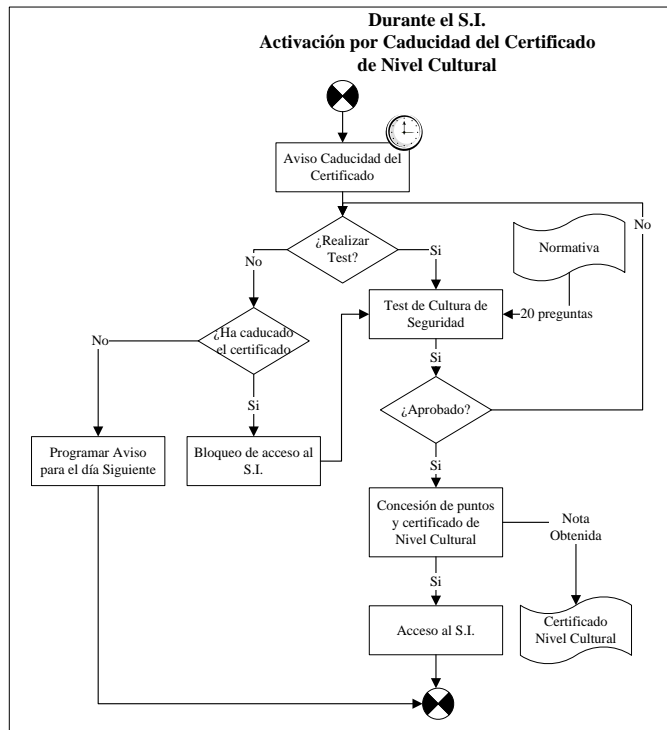 Durante el S.I.
Activación por Caducidad del Certificado
de Nivel Cultural
Aviso Caducidad del
Certificado
¿Realizar
Test?
No
Si
Normativa
No
Test de Cultura de
Seguridad
20 preguntas
¿Ha caducado
el certificado
No
Si
Si
¿Aprobado?
Programar Aviso
para el día Siguiente
Bloqueo de acceso al
S.I.
Si
Concesión de puntos
y certificado de
Nivel Cultural
Nota
Obtenida
Si
Acceso al S.I.
Certificado
Nivel Cultural